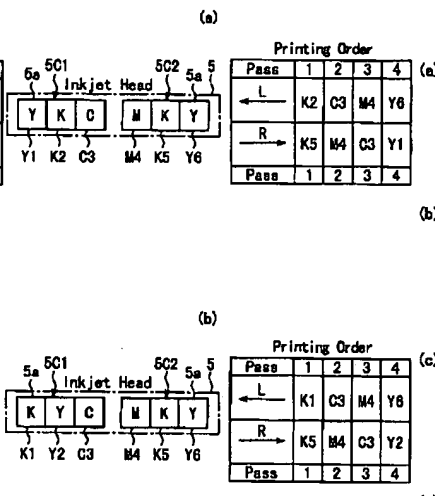 (a)
Printing Order
5a 5C1 5C2 5a 5
Inkjet Head
Y K C M K Y
Y1 K2 C3 M4 K5 Y6
Pass 1 2 3 4
L K2 C3 M4 Y6
R K5 M4 C3 Y1
Pass 1 2 3 4
(a)
(b)
(b)
Printing Order
5a 5C1 5C2 5a 5
Inkjet Head
K Y C M K Y
K1 Y2 C3 M4 K5 Y6
Pass 1 2 3 4
L K1 C3 M4 Y6
R K5 M4 C3 Y2
Pass 1 2 3 4
(c)